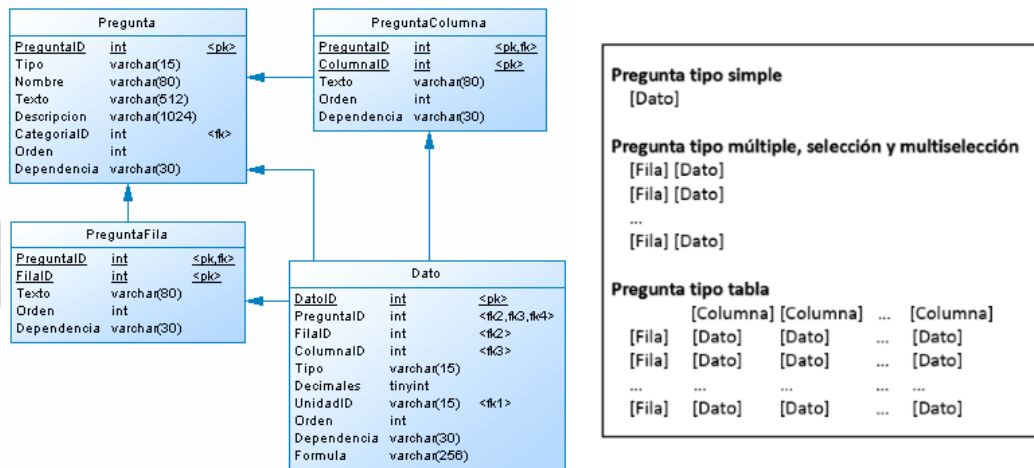 Pregunta
PreguntaID int <pk>
Tipo varchar(15)
Nombre varchar(80)
Texto varchar(512)
Descripcion varchar(1024)
CategoriaID int <fk>
Orden int
Dependencia varchar(30)
PreguntaColumna
PreguntaID int <pk,fk>
ColumnaID int <pk>
Texto varchar(80)
Orden int
Dependencia varchar(30)
PreguntaFila
PreguntaID int <pk,fk>
FilaID int <pk>
Texto varchar(80)
Orden int
Dependencia varchar(30)
Dato
DatoID int <pk>
PreguntaID int <fk2,fk3,fk4>
FilaID int <fk2>
ColumnaID int <fk3>
Tipo varchar(15)
Decimales tinyint
UnidadID varchar(15) <fk1>
Orden int
Dependencia varchar(30)
Formula varchar(256)
Pregunta tipo simple
[Dato]
Pregunta tipo múltiple, selección y multiselección
[Fila] [Dato]
[Fila] [Dato]
...
[Fila] [Dato]
Pregunta tipo tabla
[Columna] [Columna] ... [Columna]
[Fila] [Dato] [Dato] ... [Dato]
[Fila] [Dato] [Dato] ... [Dato]
... ... ... ... ...
[Fila] [Dato] [Dato] ... [Dato]